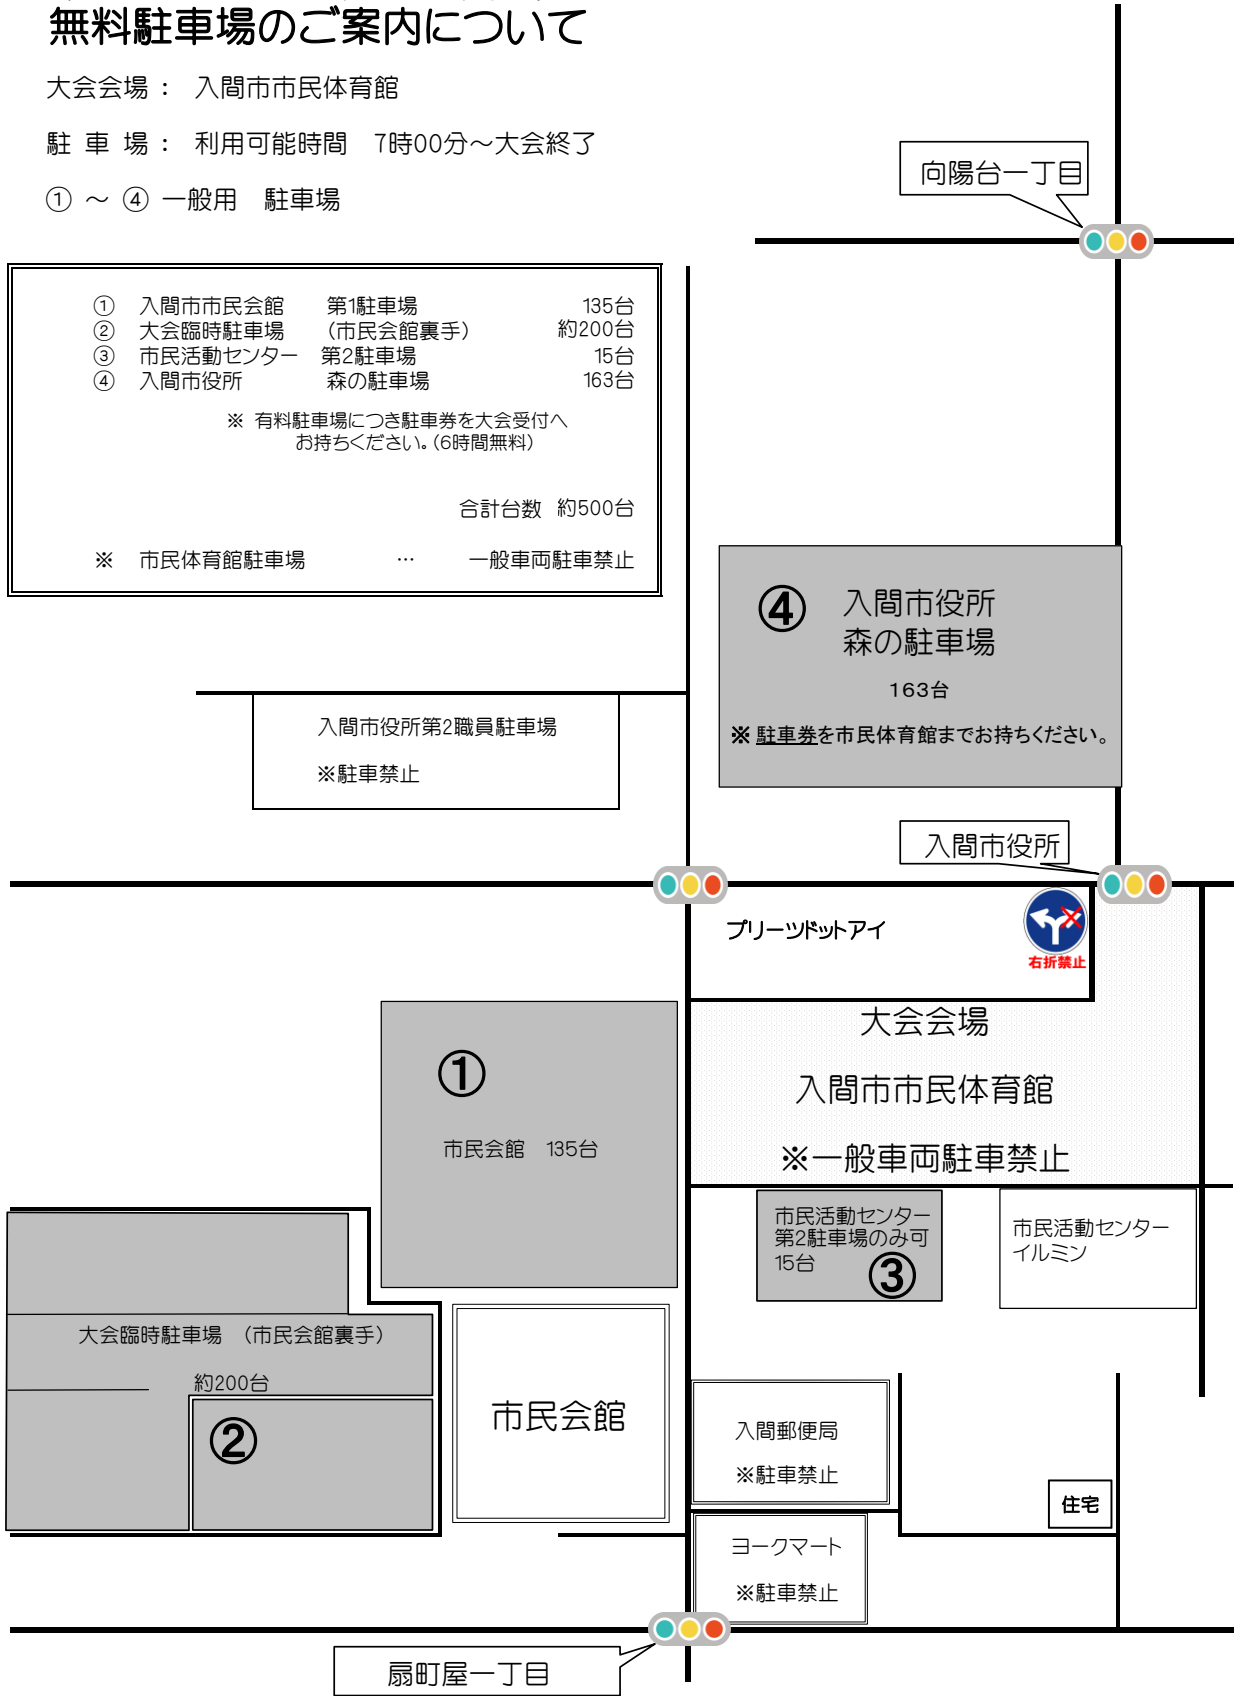 無料駐車場のご案内について
大会会場： 入間市市民体育館
駐 車 場： 利用可能時間 7時00分～大会終了
① ～ ④ 一般用 駐車場
向陽台一丁目
① 入間市市民会館 第1駐車場 135台
② 大会臨時駐車場 （市民会館裏手） 約200台
③ 市民活動センター 第2駐車場 15台
④ 入間市役所 森の駐車場 163台
※ 有料駐車場につき駐車券を大会受付へ
お持ちください。（6時間無料）
合計台数 約500台
※ 市民体育館駐車場 … 一般車両駐車禁止
④ 入間市役所
森の駐車場
163台
※ 駐車券を市民体育館までお持ちください。
入間市役所第2職員駐車場
※駐車禁止
入間市役所
プリーツドットアイ
右折禁止
大会会場
入間市市民体育館
※一般車両駐車禁止
①
市民会館 135台
市民活動センター
第2駐車場のみ可
15台
③
市民活動センター
イルミン
大会臨時駐車場 （市民会館裏手）
約200台
②
市民会館
入間郵便局
※駐車禁止
住宅
ヨークマート
※駐車禁止
扇町屋一丁目